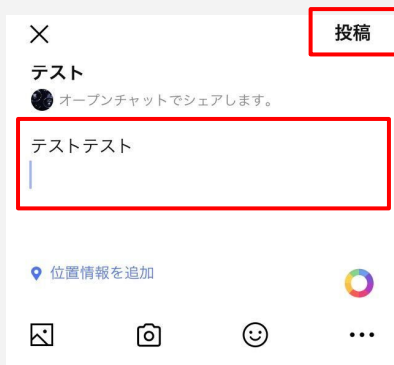 投稿
テスト
オープンチャットでシェアします。
テストテスト
位置情報を追加